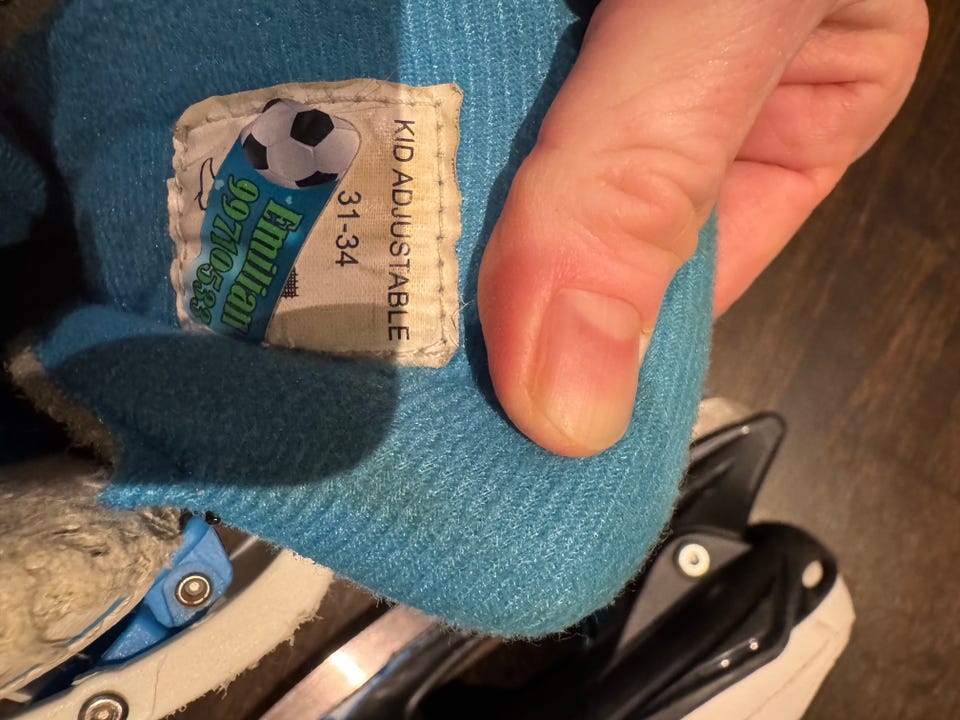 KID ADJUSTABLE
31-34
Emilian
99710533